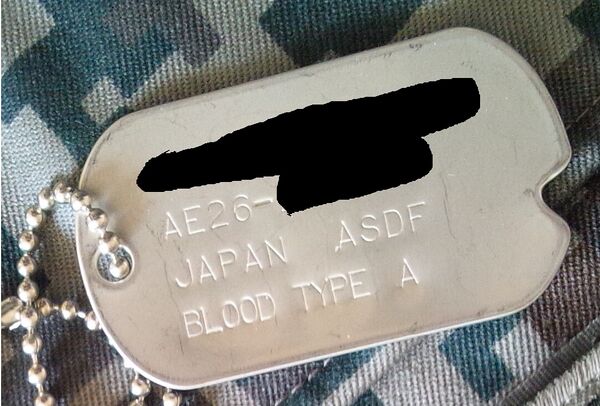 AE26-
JAPAN ASDF
BLOOD TYPE A